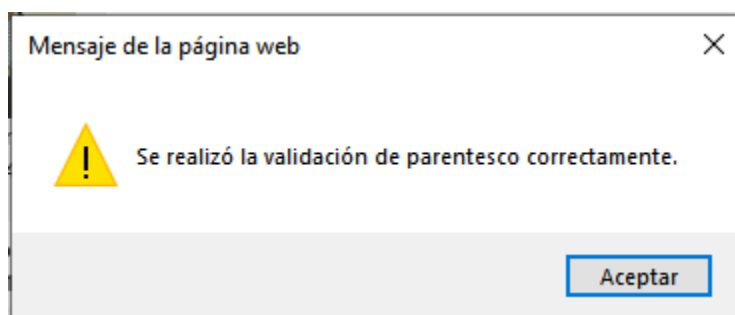 Mensaje de la página web
Se realizó la validación de parentesco correctamente.
Aceptar